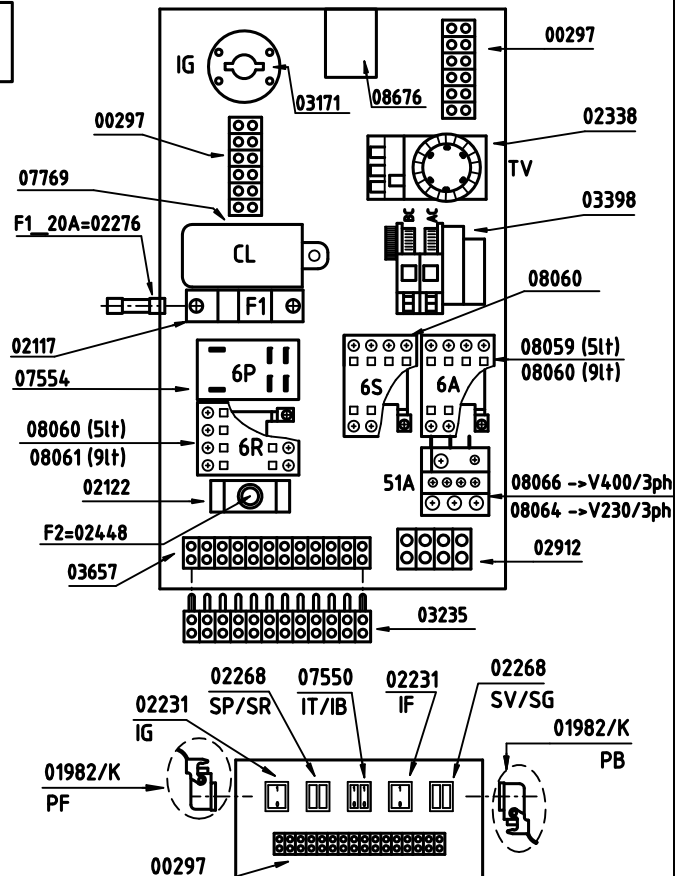 IG
03171
08676
00297
00297
02338
TV
07769
03398
BC
AC
F1_20A=02276
CL
F1
08060
02117
07554
6P
6S
6A
08059 (5lt)
08060 (9lt)
08060 (5lt)
08061 (9lt)
6R
51A
08066 ->V400/3ph
08064 ->V230/3ph
02122
F2=02448
02912
03657
03235
02268
SP/SR
07550
IT/IB
02231
IF
02268
SV/SG
02231
IG
01982/K
PB
01982/K
PF
00297